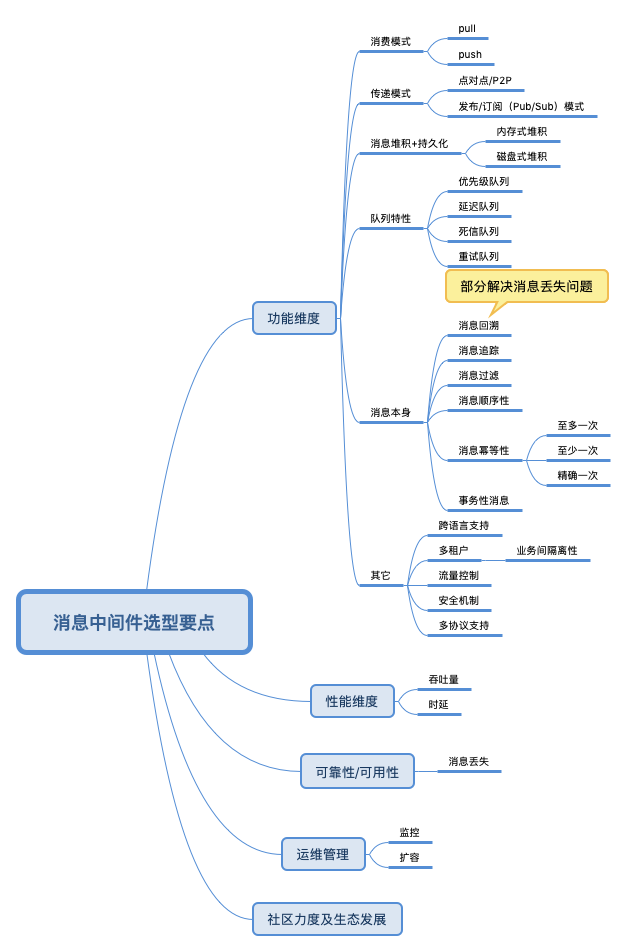 消息中间件选型要点
功能维度
消费模式
pull
push
传递模式
点对点/P2P
发布/订阅（Pub/Sub）模式
消息堆积+持久化
内存式堆积
磁盘式堆积
队列特性
优先级队列
延迟队列
死信队列
重试队列
部分解决消息丢失问题
消息本身
消息回溯
消息追踪
消息过滤
消息顺序性
消息幂等性
至多一次
至少一次
精确一次
事务性消息
其它
跨语言支持
多租户
业务间隔离性
流量控制
安全机制
多协议支持
性能维度
吞吐量
时延
可靠性/可用性
消息丢失
运维管理
监控
扩容
社区力度及生态发展